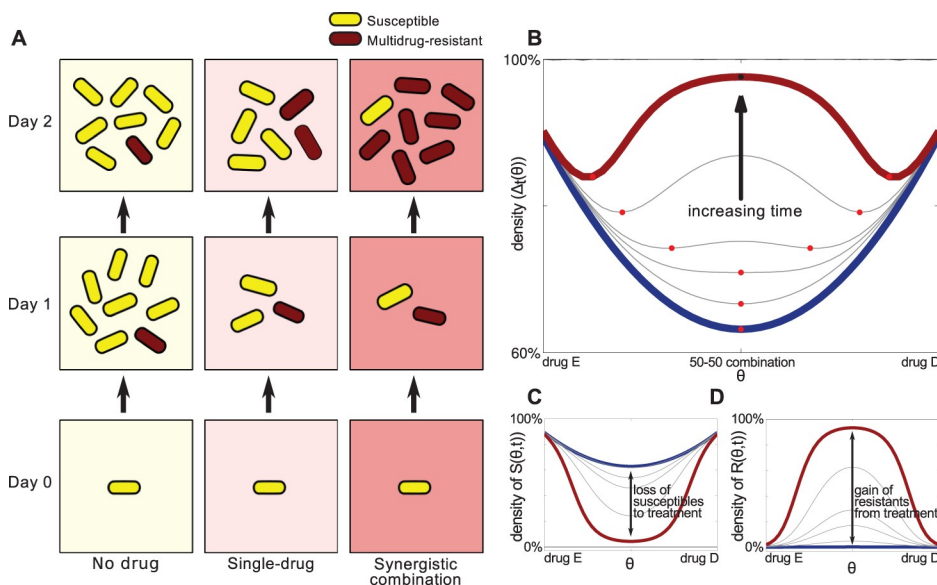 A
Susceptible
Multidrug-resistant
Day 2
Day 1
Day 0
No drug
Single-drug
Synergistic
combination
B
100%
density (Δt(θ))
increasing time
60%
drug E
50-50 combination
drug D
θ
C
100%
density of S(θ,t))
loss of
susceptibles
to treatment
0%
drug E
θ
drug D
D
100%
density of R(θ,t))
gain of
resistants
from treatment
0%
drug E
θ
drug D